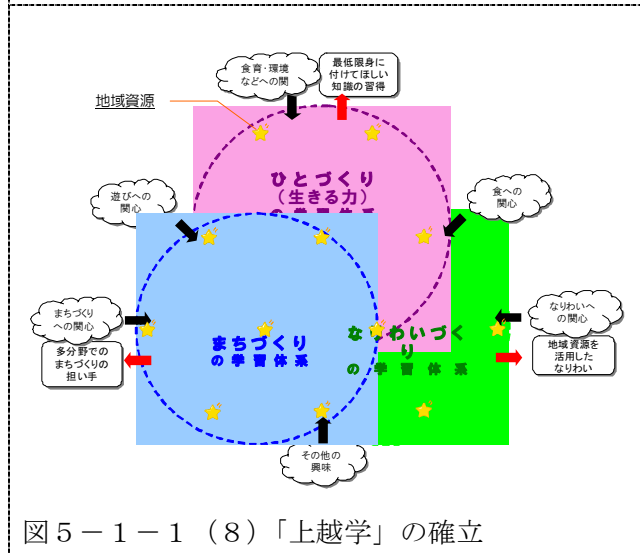 食育・環境
などへの関
最低限身に
付けてほしい
知識の習得
地域資源
ひとづくり
（生きる力）
の学習体系
遊びへの
関心
食への
関心
まちづくり
への関心
多分野での
まちづくりの
担い手
まちづくり
の学習体系
なりわいづく
り
の学習体系
なりわいへ
の関心
地域資源を
活用した
なりわい
その他の
興味
図５－１－１（８）「上越学」の確立